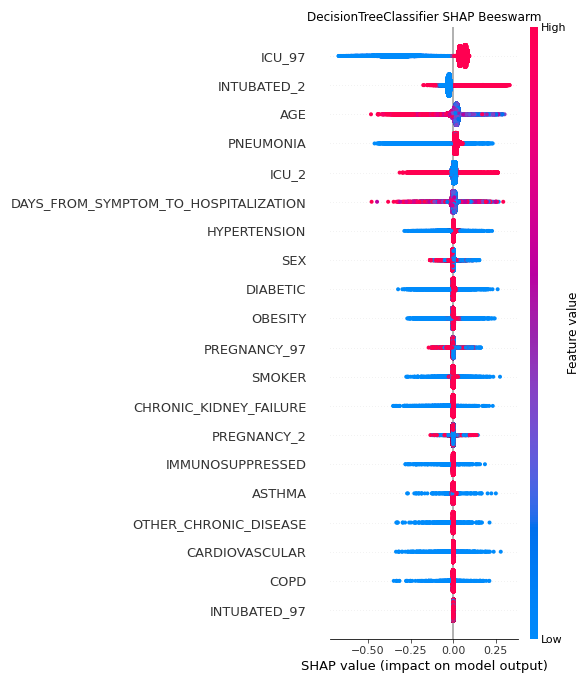 DecisionTreeClassifier SHAP Beeswarm
High
ICU_97
INTUBATED_2
AGE
PNEUMONIA
ICU_2
DAYS_FROM_SYMPTOM_TO_HOSPITALIZATION
HYPERTENSION
SEX
DIABETIC
OBESITY
PREGNANCY_97
SMOKER
CHRONIC_KIDNEY_FAILURE
PREGNANCY_2
IMMUNOSUPPRESSED
ASTHMA
OTHER_CHRONIC_DISEASE
CARDIOVASCULAR
COPD
INTUBATED_97
Feature value
Low
−0.50 −0.25 0.00 0.25
SHAP value (impact on model output)